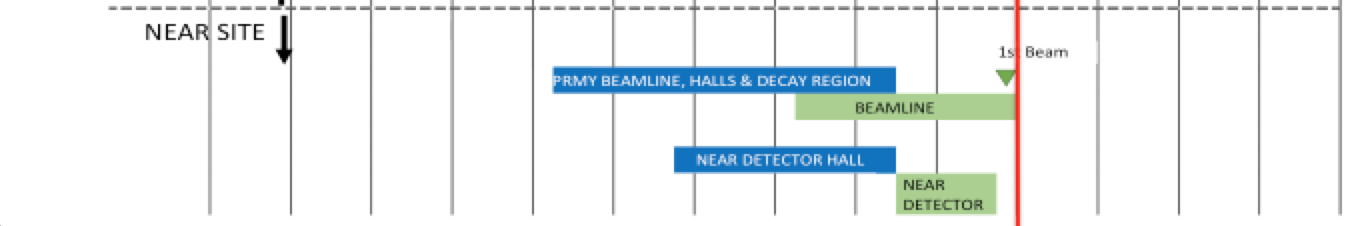 NEAR SITE
1st Beam
PRMY BEAMLINE, HALLS & DECAY REGION
BEAMLINE
NEAR DETECTOR HALL
NEAR
DETECTOR